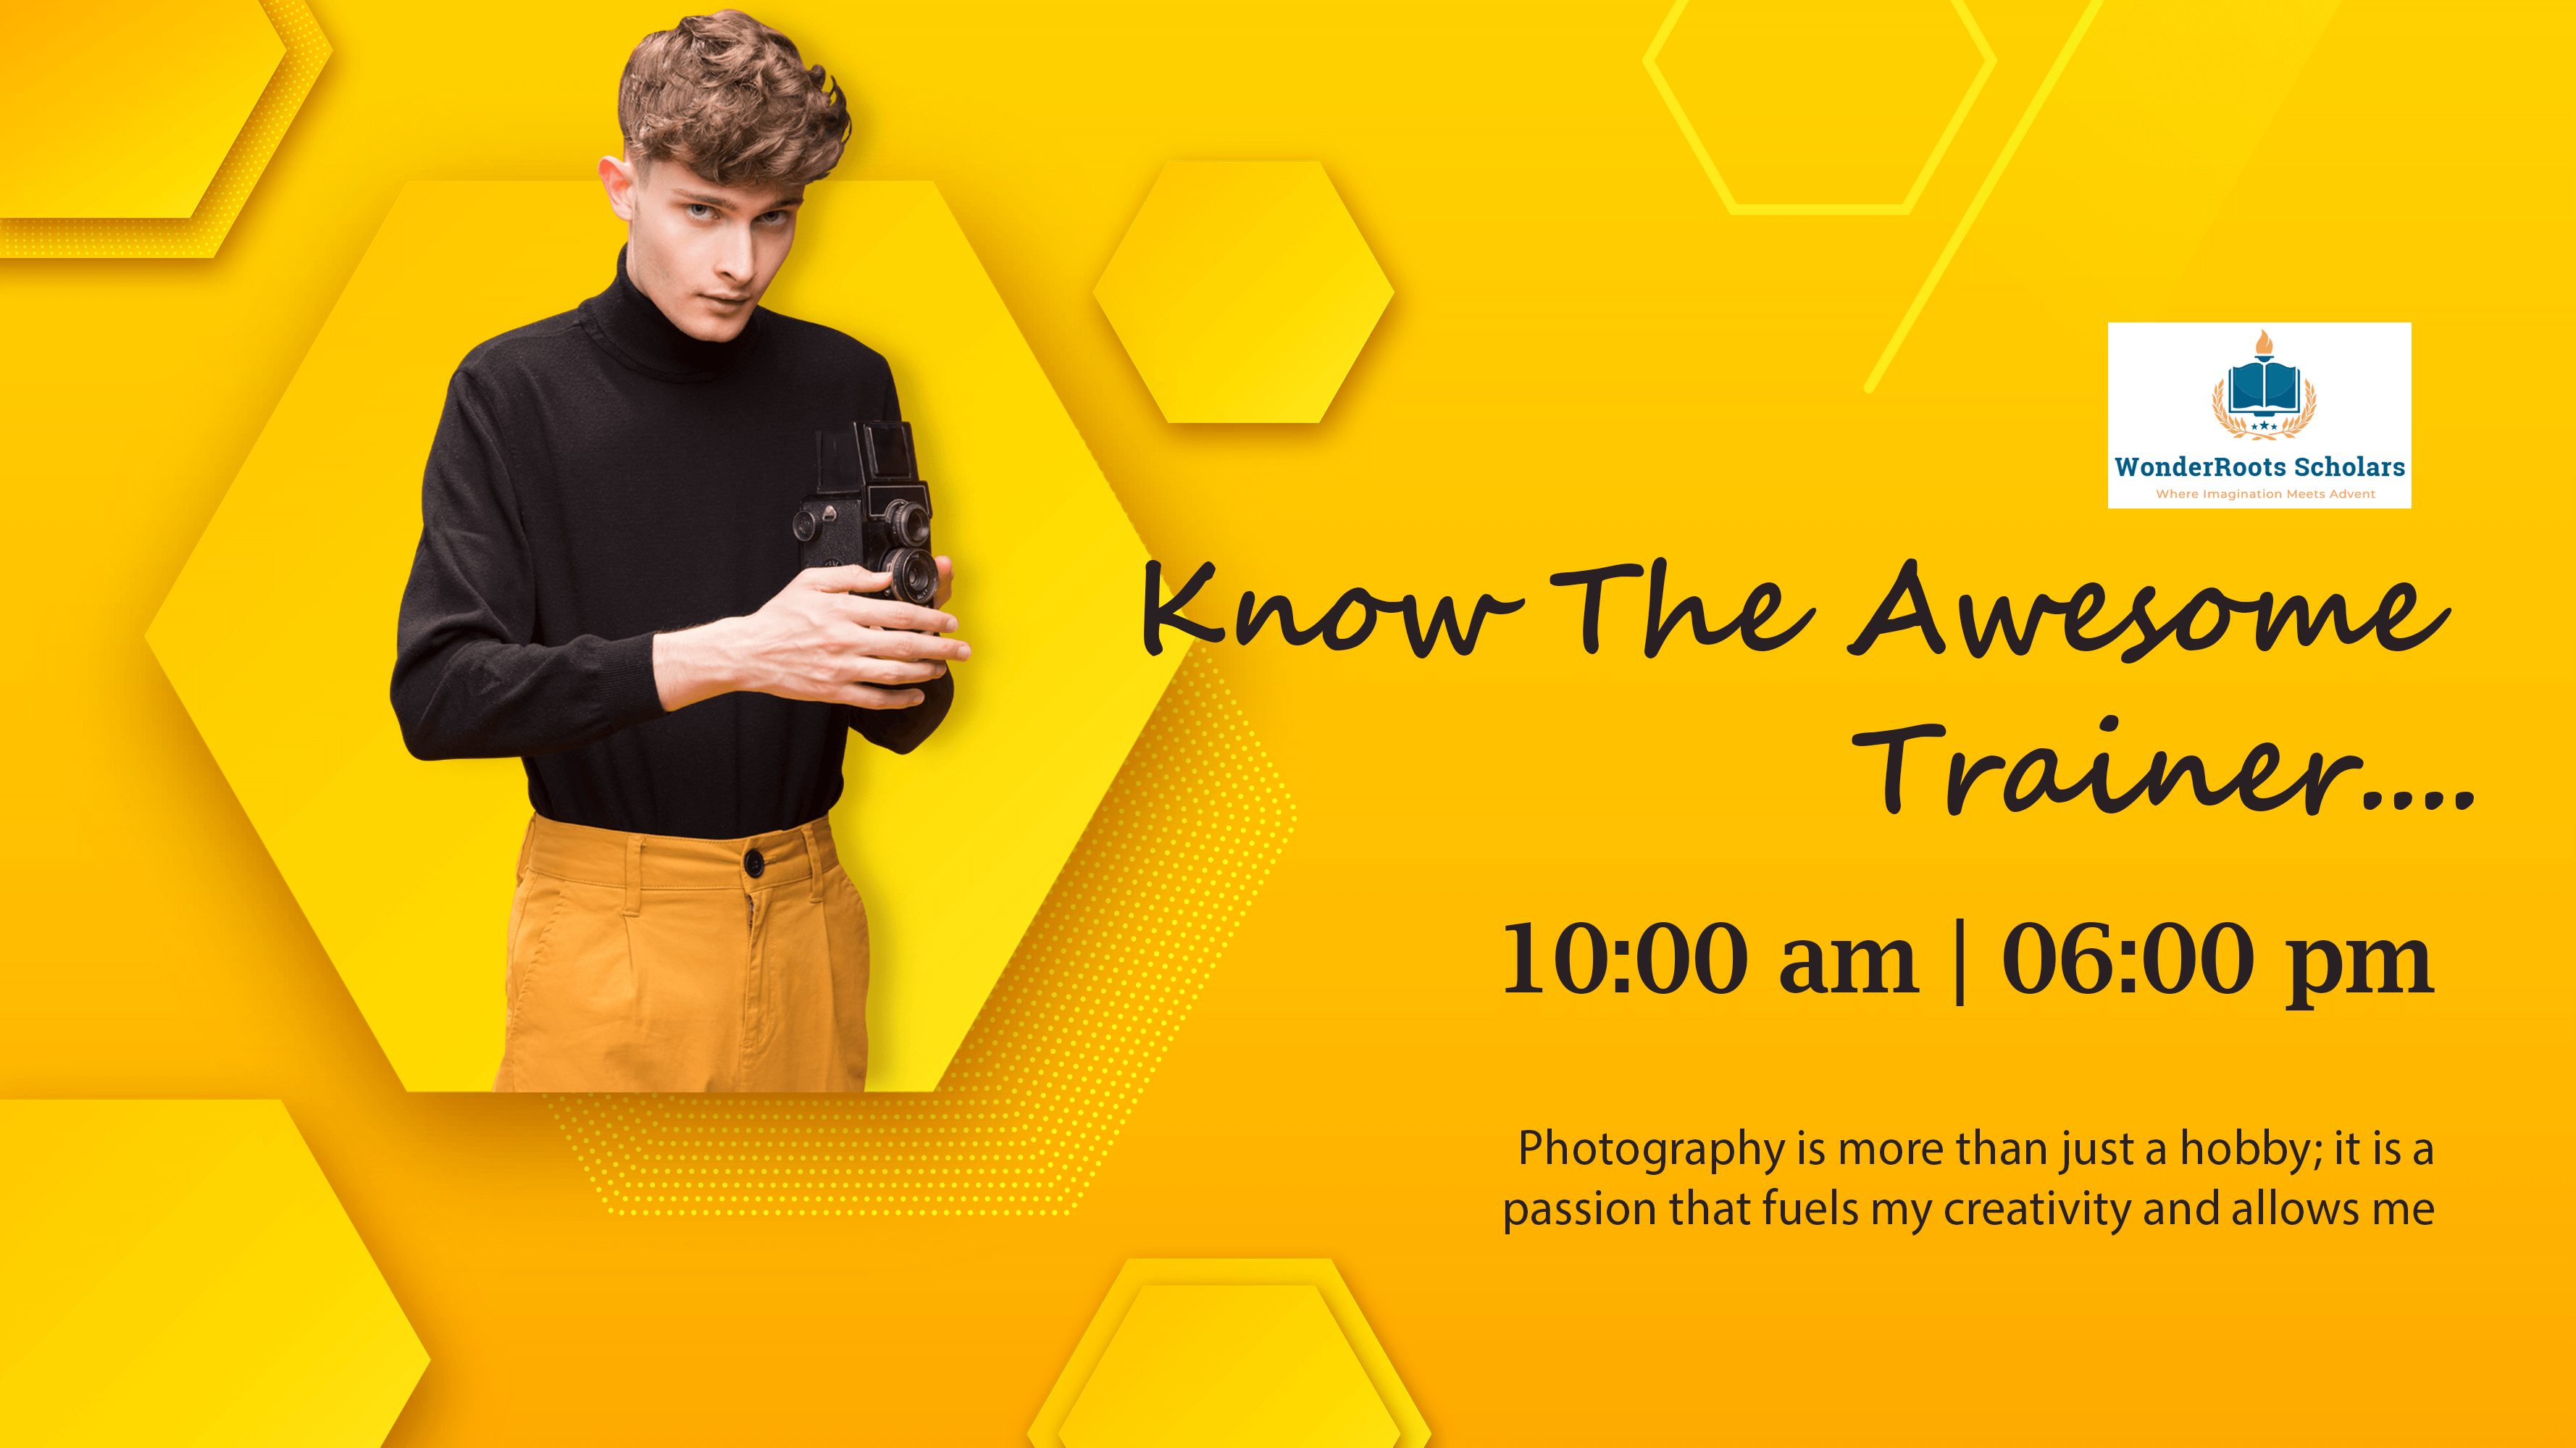 WonderRoots Scholars
Where Imagination Meets Advent
Know The Awesome
Trainer....
10:00 am | 06:00 pm
Photography is more than just a hobby; it is a
passion that fuels my creativity and allows me